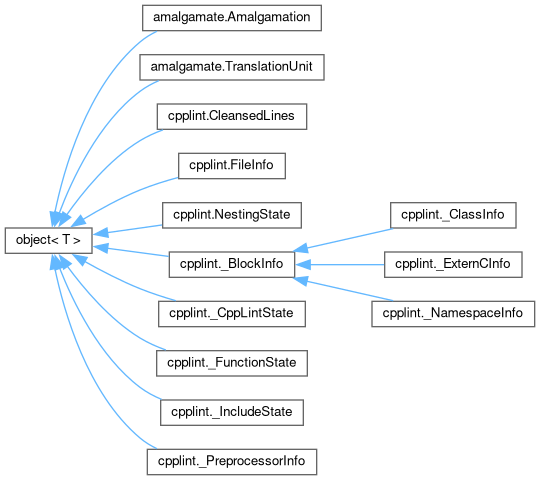 amalgamate.Amalgamation
amalgamate.TranslationUnit
cpplint.CleansedLines
cpplint.FileInfo
cpplint.NestingState
cpplint._ClassInfo
object< T >
cpplint._BlockInfo
cpplint._ExternCInfo
cpplint._CppLintState
cpplint._NamespaceInfo
cpplint._FunctionState
cpplint._IncludeState
cpplint._PreprocessorInfo